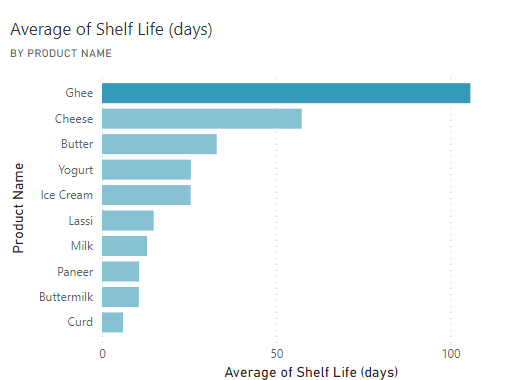 Average of Shelf Life (days)
BY PRODUCT NAME
Product Name
Ghee
Cheese
Butter
Yogurt
Ice Cream
Lassi
Milk
Paneer
Buttermilk
Curd
0 50 100
Average of Shelf Life (days)